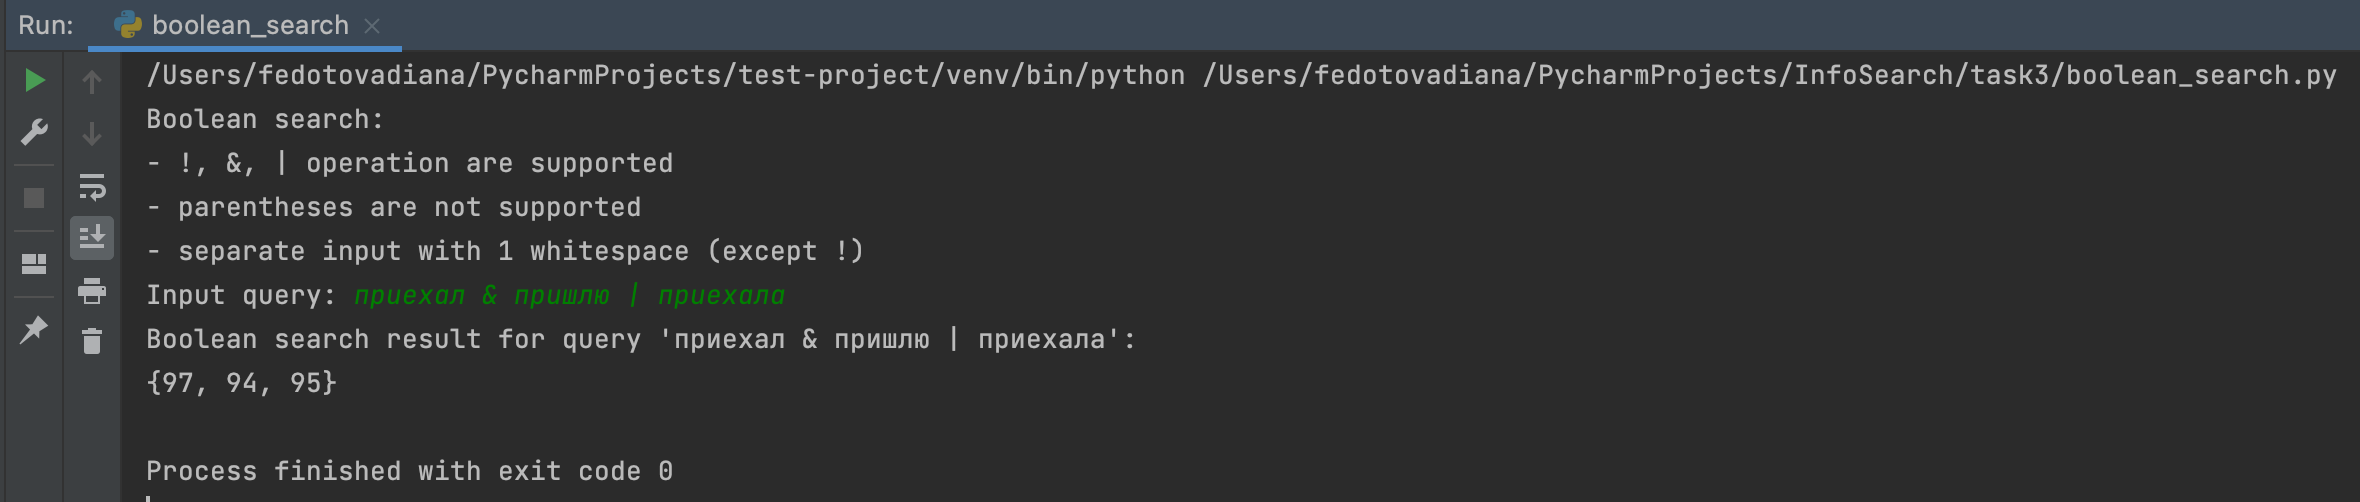 Run: boolean_search
/Users/fedotovadiana/PycharmProjects/test-project/venv/bin/python /Users/fedotovadiana/PycharmProjects/InfoSearch/task3/boolean_search.py
Boolean search:
- !, &, | operation are supported
- parentheses are not supported
- separate input with 1 whitespace (except !)
Input query: приехал & пришлю | приехала
Boolean search result for query 'приехал & пришлю | приехала':
{97, 94, 95}
Process finished with exit code 0